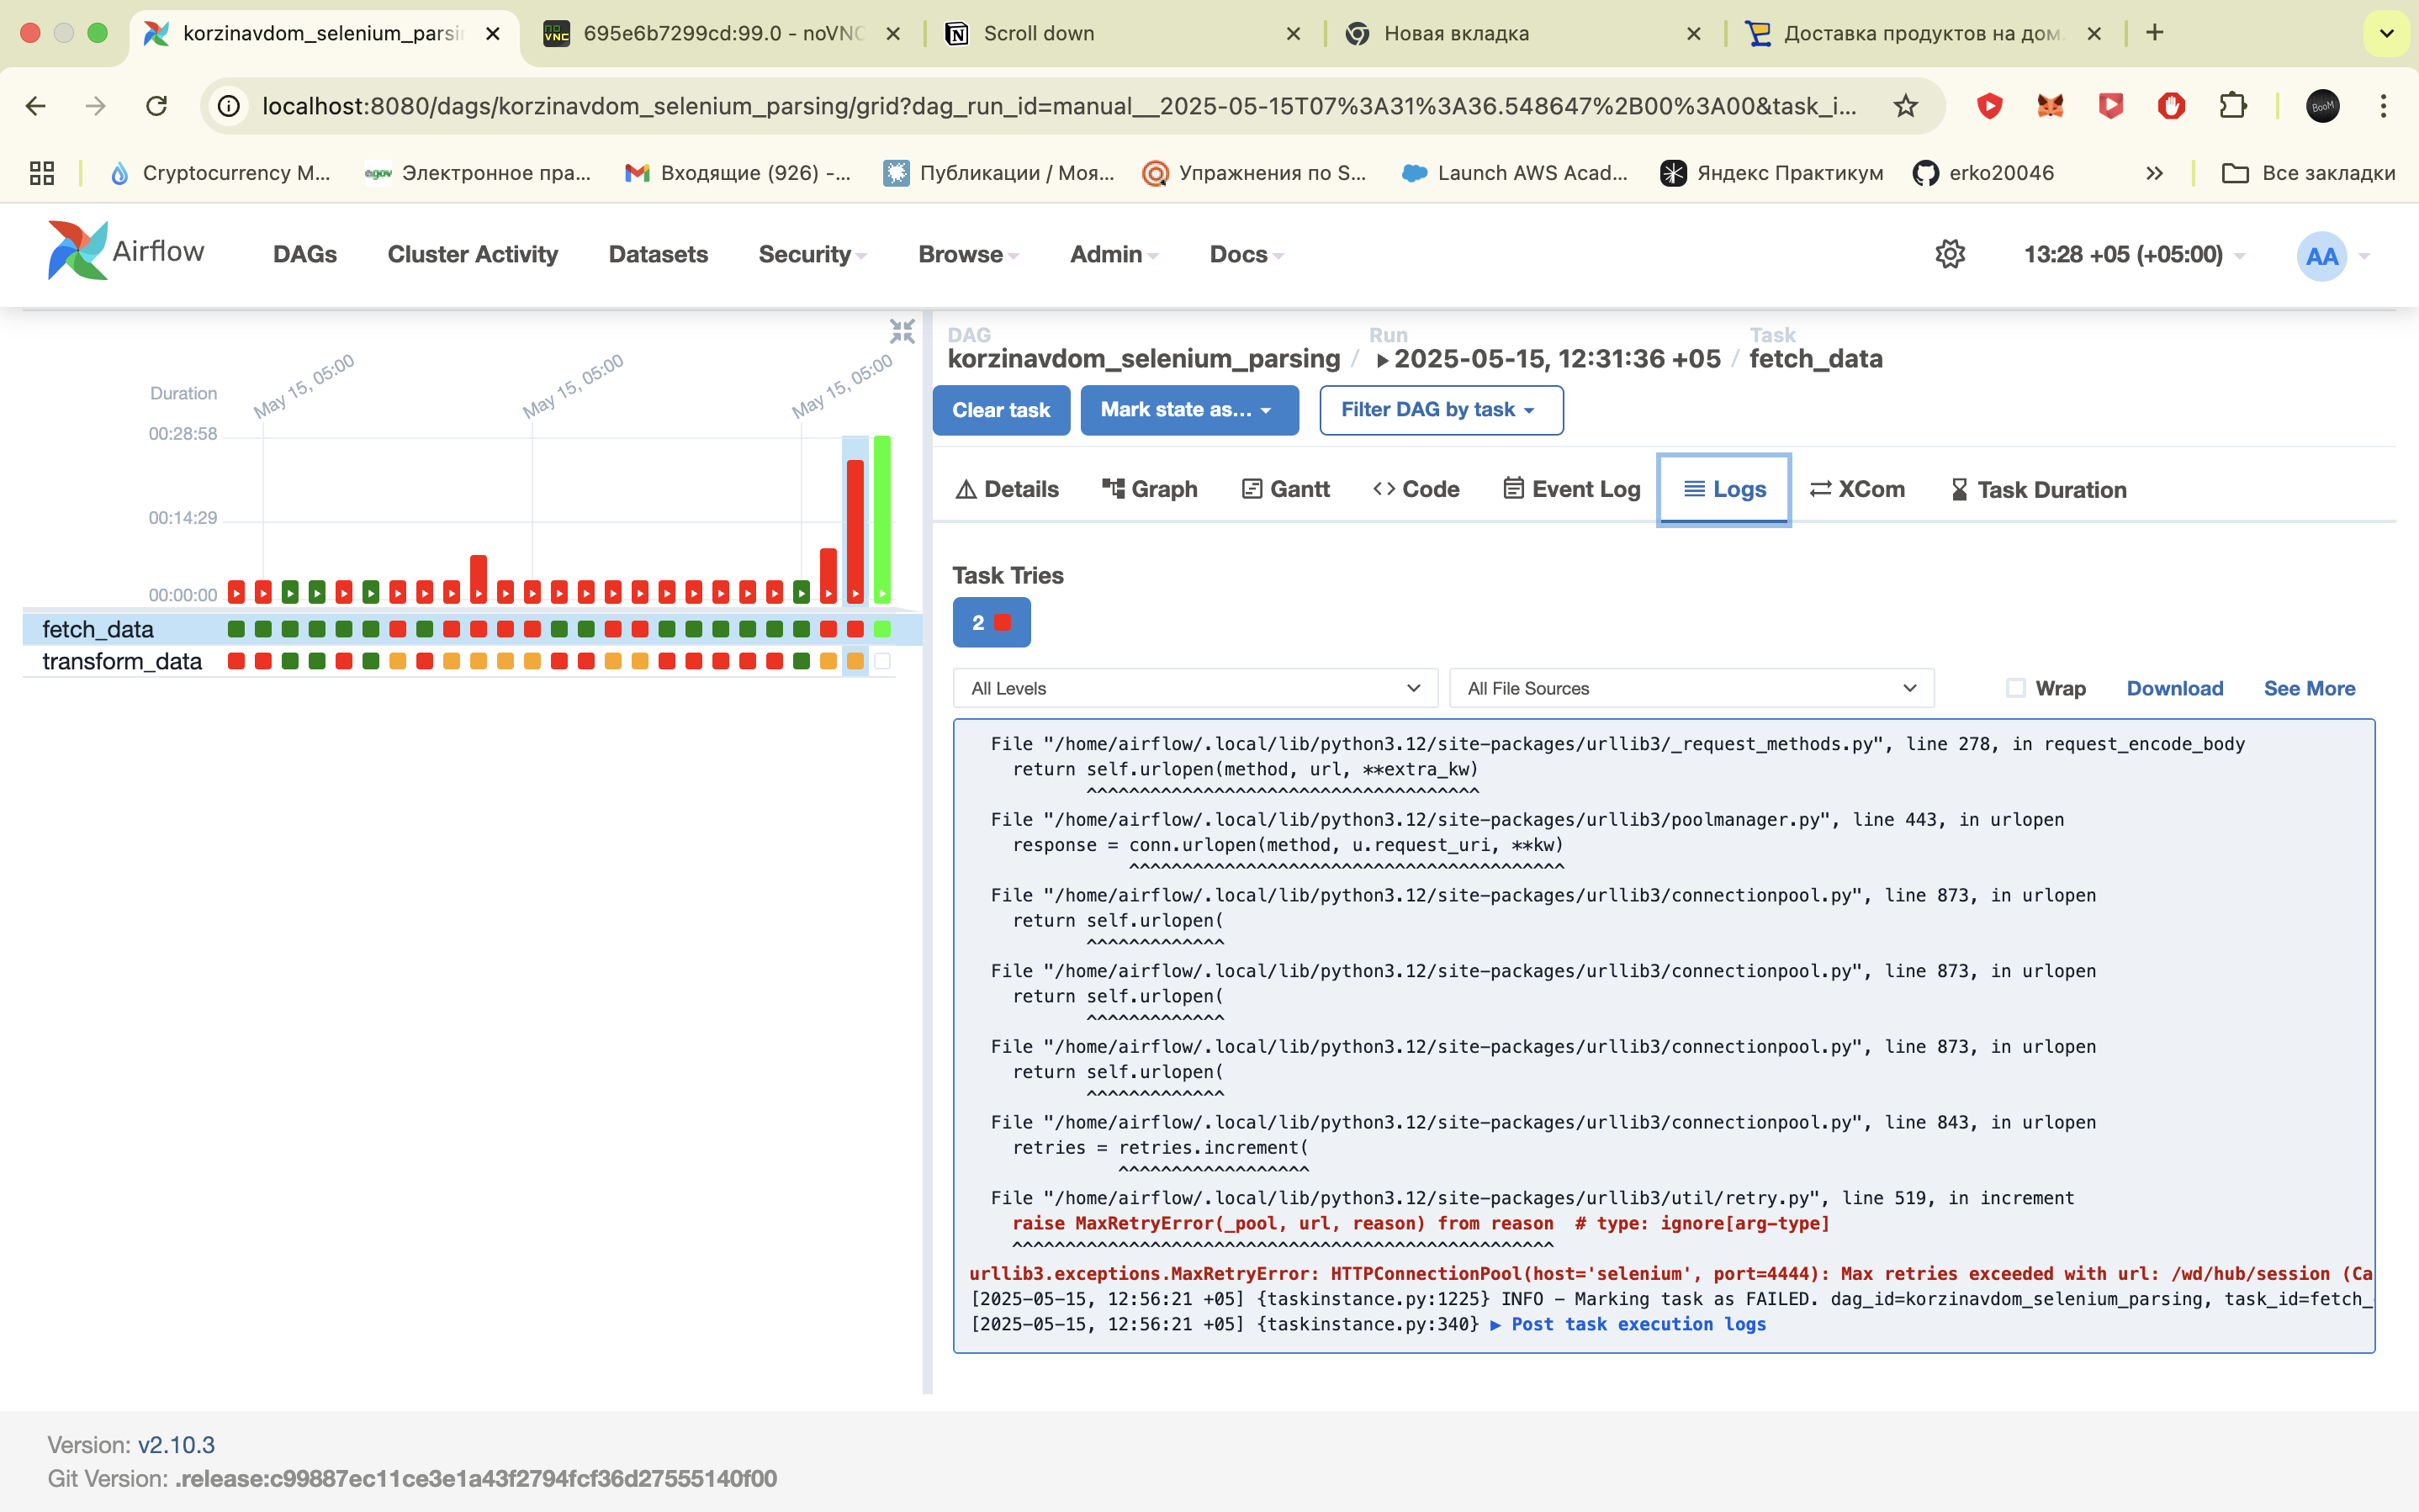 korzinavdom_selenium_parsi
695e6b7299cd:99.0 - noVNC
Scroll down
Новая вкладка
Доставка продуктов на дом.
localhost:8080/dags/korzinavdom_selenium_parsing/grid?dag_run_id=manual__2025-05-15T07%3A31%3A36.548647%2B00%3A00&task_i...
BooM
Cryptocurrency M...
Электронное пра...
Входящие (926) -...
Публикации / Моя...
Упражнения по S...
Launch AWS Acad...
Яндекс Практикум
erko20046
Все закладки
Airflow
DAGs
Cluster Activity
Datasets
Security
Browse
Admin
Docs
13:28 +05 (+05:00)
AA
Duration
May 15, 05:00
May 15, 05:00
May 15, 05:00
00:28:58
00:14:29
00:00:00
fetch_data
transform_data
DAG
korzinavdom_selenium_parsing
/
Run
2025-05-15, 12:31:36 +05
/
Task
fetch_data
Clear task
Mark state as...
Filter DAG by task
Details
Graph
Gantt
Code
Event Log
Logs
XCom
Task Duration
Task Tries
2
All Levels
All File Sources
Wrap
Download
See More
File "/home/airflow/.local/lib/python3.12/site-packages/urllib3/_request_methods.py", line 278, in request_encode_body
return self.urlopen(method, url, **extra_kw)
^^^^^^^^^^^^^^^^^^^^^^^^^^^^^^^^^^^^^
File "/home/airflow/.local/lib/python3.12/site-packages/urllib3/poolmanager.py", line 443, in urlopen
response = conn.urlopen(method, u.request_uri, **kw)
^^^^^^^^^^^^^^^^^^^^^^^^^^^^^^^^^^^^^^^^^
File "/home/airflow/.local/lib/python3.12/site-packages/urllib3/connectionpool.py", line 873, in urlopen
return self.urlopen(
^^^^^^^^^^^^^
File "/home/airflow/.local/lib/python3.12/site-packages/urllib3/connectionpool.py", line 873, in urlopen
return self.urlopen(
^^^^^^^^^^^^^
File "/home/airflow/.local/lib/python3.12/site-packages/urllib3/connectionpool.py", line 873, in urlopen
return self.urlopen(
^^^^^^^^^^^^^
File "/home/airflow/.local/lib/python3.12/site-packages/urllib3/connectionpool.py", line 843, in urlopen
retries = retries.increment(
^^^^^^^^^^^^^^^^^^
File "/home/airflow/.local/lib/python3.12/site-packages/urllib3/util/retry.py", line 519, in increment
raise MaxRetryError(_pool, url, reason) from reason  # type: ignore[arg-type]
^^^^^^^^^^^^^^^^^^^^^^^^^^^^^^^^^^^^^^^^^^^^^^^^^^^
urllib3.exceptions.MaxRetryError: HTTPConnectionPool(host='selenium', port=4444): Max retries exceeded with url: /wd/hub/session (Ca
[2025-05-15, 12:56:21 +05] {taskinstance.py:1225} INFO - Marking task as FAILED. dag_id=korzinavdom_selenium_parsing, task_id=fetch_
[2025-05-15, 12:56:21 +05] {taskinstance.py:340} ▶ Post task execution logs
Version: v2.10.3
Git Version: .release:c99887ec11ce3e1a43f2794fcf36d27555140f00